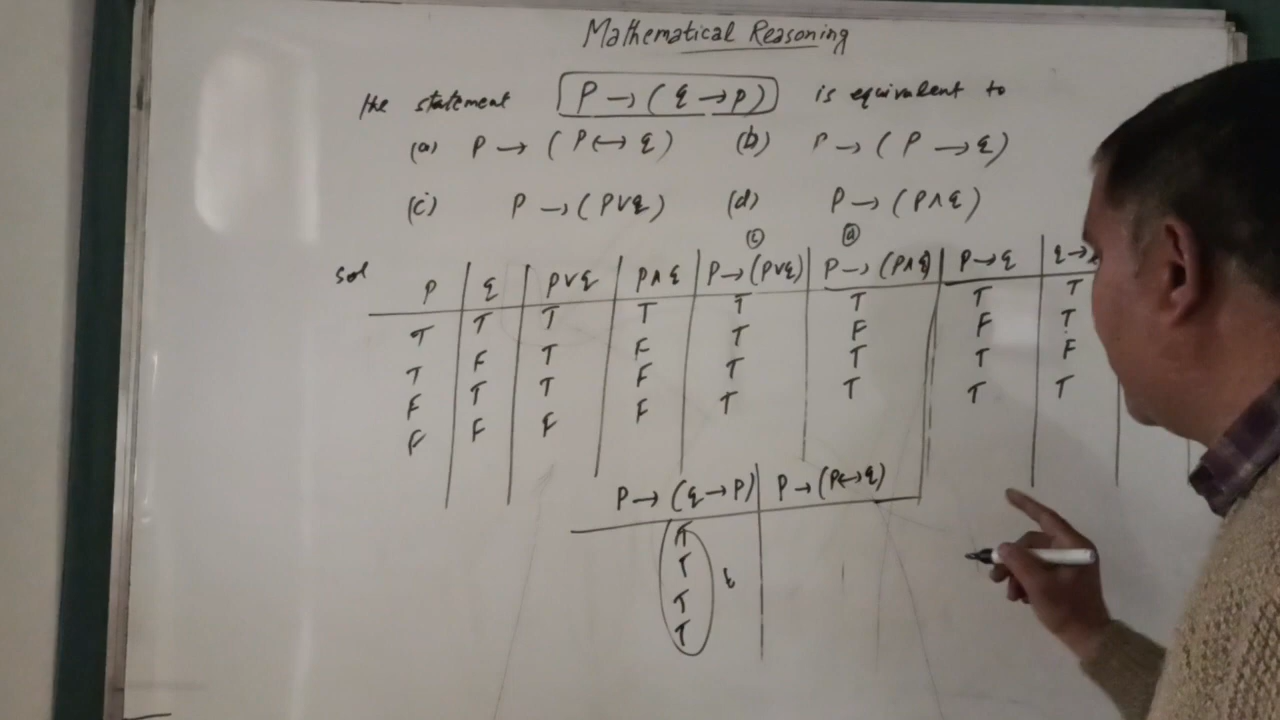 Mathematical Reasoning
the statement P → ( q → p) is equivalent to
(a) P → ( P ↔ q ) (b) P → ( P → q )
(c) P → ( P ∨ q ) (d) P → ( P ∧ q )
(c) (d)
Sol P q P ∨ q P ∧ q P → (P ∨ q) P → (P ∧ q) P → q q →
T T T T T T T T
T F T F T F F T
F T T F T T T F
F F F F T T T T
P → (q → P) P → (P ↔ q)
T
T t
T
T